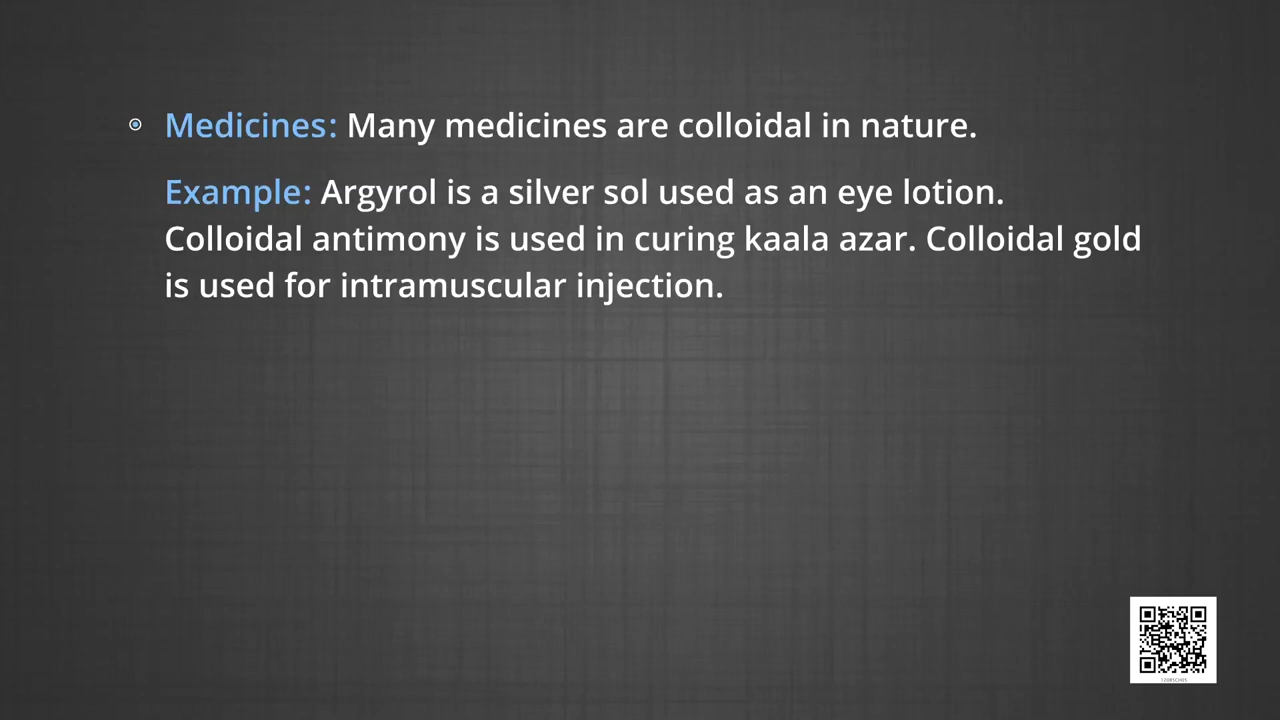 Medicines: Many medicines are colloidal in nature.
Example: Argyrol is a silver sol used as an eye lotion.
Colloidal antimony is used in curing kaala azar. Colloidal gold
is used for intramuscular injection.